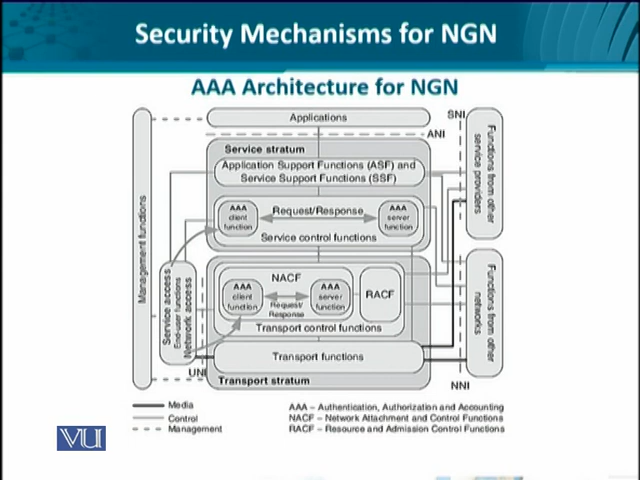 Security Mechanisms for NGN
AAA Architecture for NGN
Applications
SNI
ANI
Service stratum
Application Support Functions (ASF) and
Service Support Functions (SSF)
AAA
client
function
Request/Response
AAA
server
function
Service control functions
Management functions
Functions from other
service providers
Service access
End-user functions
Network access
NACF
AAA
client
function
Request/
Response
AAA
server
function
RACF
Transport control functions
Functions from other
networks
Transport functions
UNI
Transport stratum
NNI
Media
Control
Management
AAA – Authentication, Authorization and Accounting
NACF – Network Attachment and Control Functions
RACF – Resource and Admission Control Functions
VU